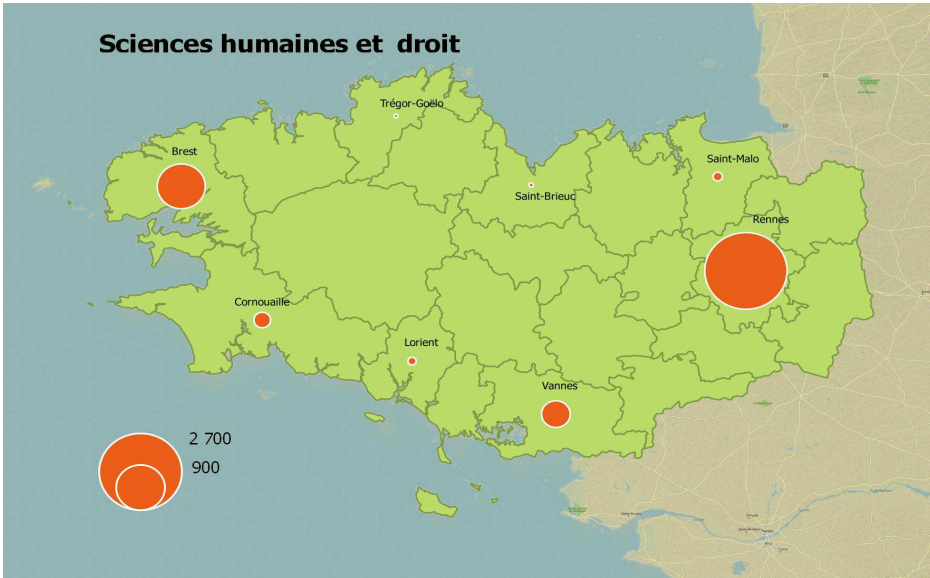 Sciences humaines et droit
Trégor-Goëlo
Brest
Saint-Malo
Saint-Brieuc
Rennes
Cornouaille
Lorient
Vannes
2 700
900